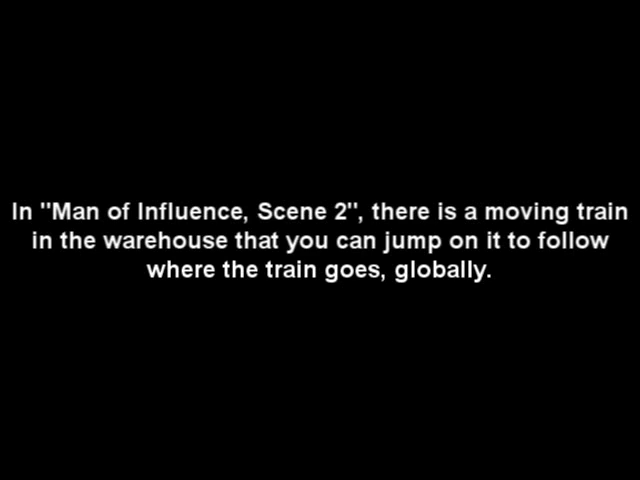 In "Man of Influence, Scene 2", there is a moving train
in the warehouse that you can jump on it to follow
where the train goes, globally.